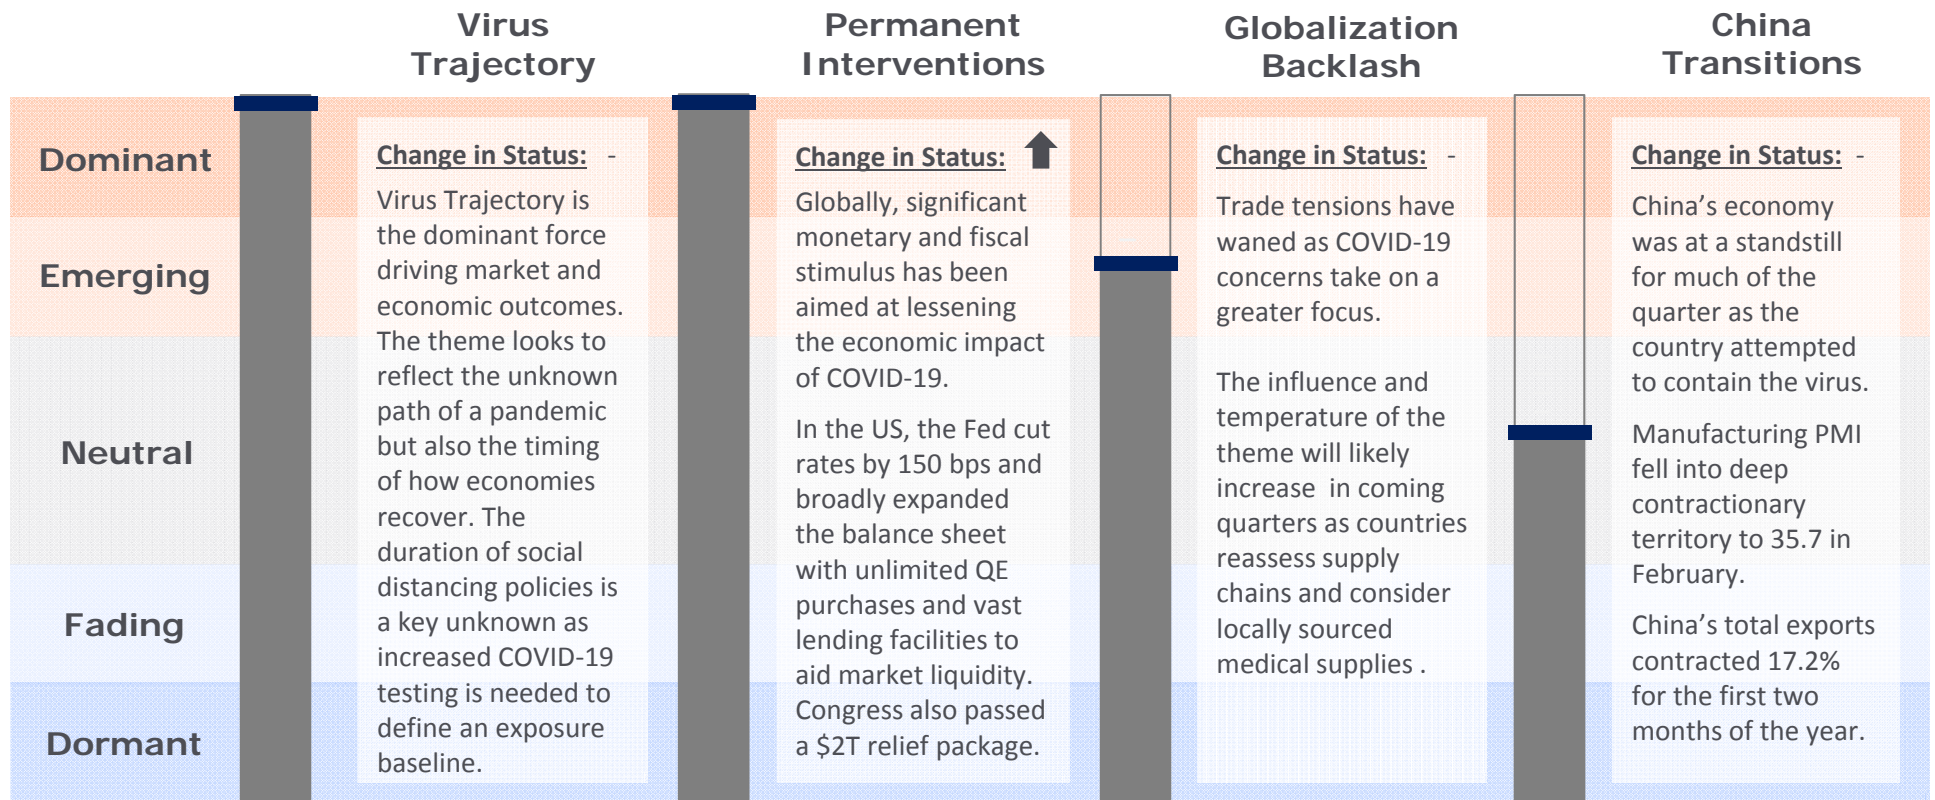 Virus
Trajectory
Permanent
Interventions
Globalization
Backlash
China
Transitions
Dominant
Emerging
Neutral
Fading
Dormant
Change in Status: -
Virus Trajectory is
the dominant force
driving market and
economic outcomes.
The theme looks to
reflect the unknown
path of a pandemic
but also the timing
of how economies
recover. The
duration of social
distancing policies is
a key unknown as
increased COVID-19
testing is needed to
define an exposure
baseline.
Change in Status:
Globally, significant
monetary and fiscal
stimulus has been
aimed at lessening
the economic impact
of COVID-19.
In the US, the Fed cut
rates by 150 bps and
broadly expanded
the balance sheet
with unlimited QE
purchases and vast
lending facilities to
aid market liquidity.
Congress also passed
a $2T relief package.
Change in Status: -
Trade tensions have
waned as COVID-19
concerns take on a
greater focus.
The influence and
temperature of the
theme will likely
increase  in coming
quarters as countries
reassess supply
chains and consider
locally sourced
medical supplies .
Change in Status: -
China’s economy
was at a standstill
for much of the
quarter as the
country attempted
to contain the virus.
Manufacturing PMI
fell into deep
contractionary
territory to 35.7 in
February.
China’s total exports
contracted 17.2%
for the first two
months of the year.